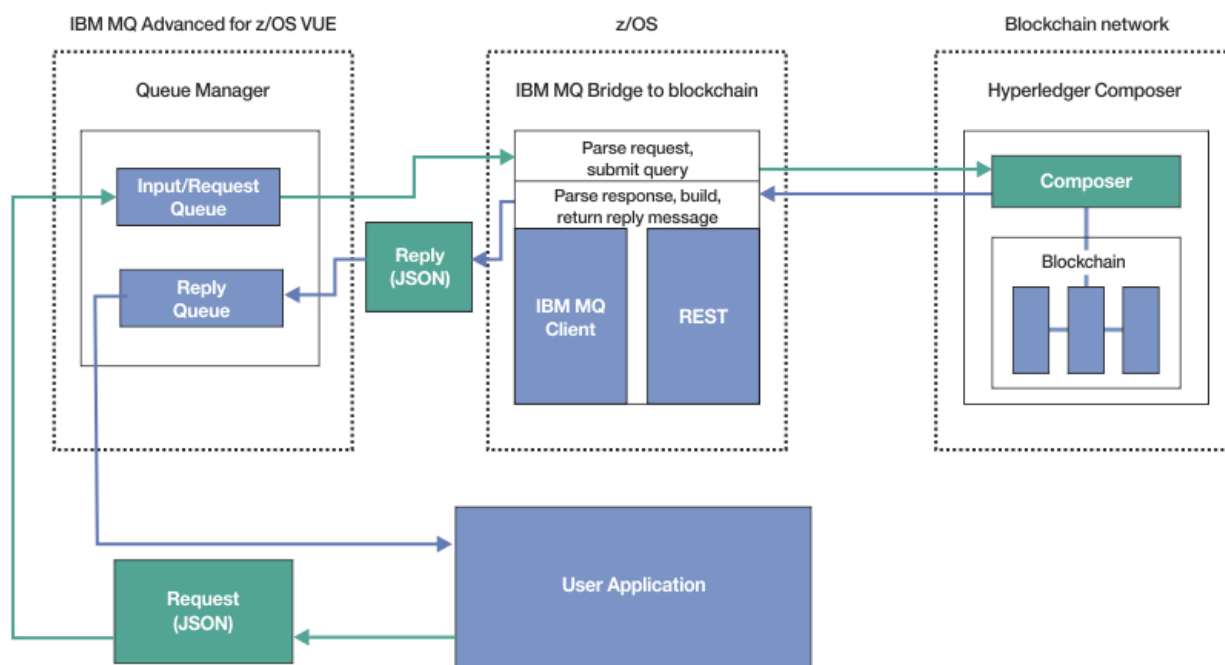 IBM MQ Advanced for z/OS VUE
z/OS
Blockchain network
Queue Manager
IBM MQ Bridge to blockchain
Hyperledger Composer
Parse request,
submit query
Input/Request
Queue
Composer
Parse response, build,
return reply message
Reply
(JSON)
Reply
Queue
IBM MQ
Client
REST
Blockchain
User Application
Request
(JSON)